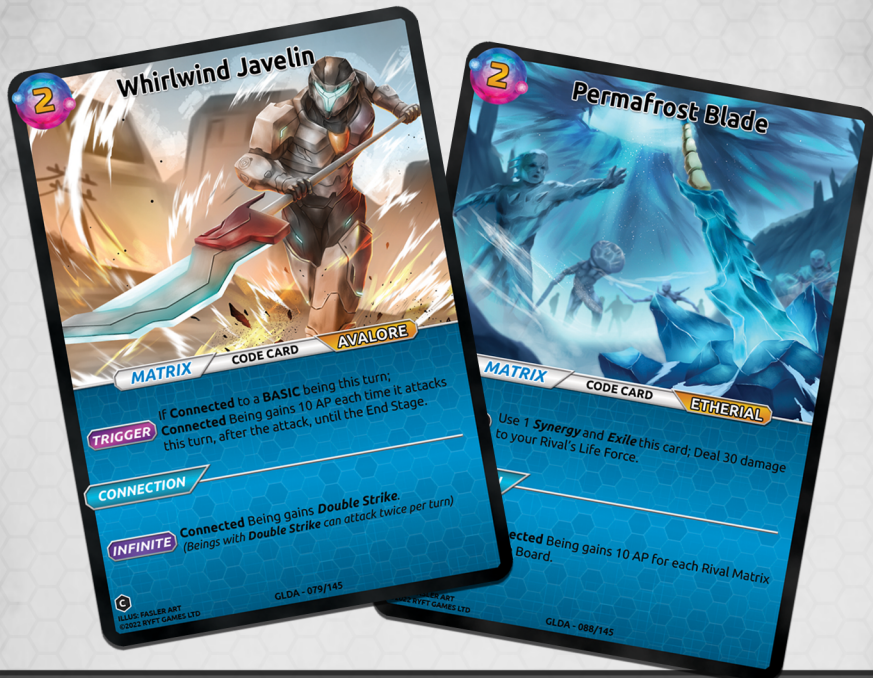 2
Whirlwind Javelin
MATRIX
CODE CARD
AVALORE
TRIGGER
If Connected to a BASIC being this turn;
Connected Being gains 10 AP each time it attacks
this turn, after the attack, until the End Stage.
CONNECTION
INFINITE
Connected Being gains Double Strike.
(Beings with Double Strike can attack twice per turn)
C
ILLUS: FASLER ART
©2022 RYFT GAMES LTD
GLDA - 079/145
2
Permafrost Blade
MATRIX
CODE CARD
ETHERIAL
Use 1 Synergy and Exile this card; Deal 30 damage
to your Rival's Life Force.
Being gains 10 AP for each Rival Matrix
Board.
ART
GAMES LTD
GLDA - 088/145